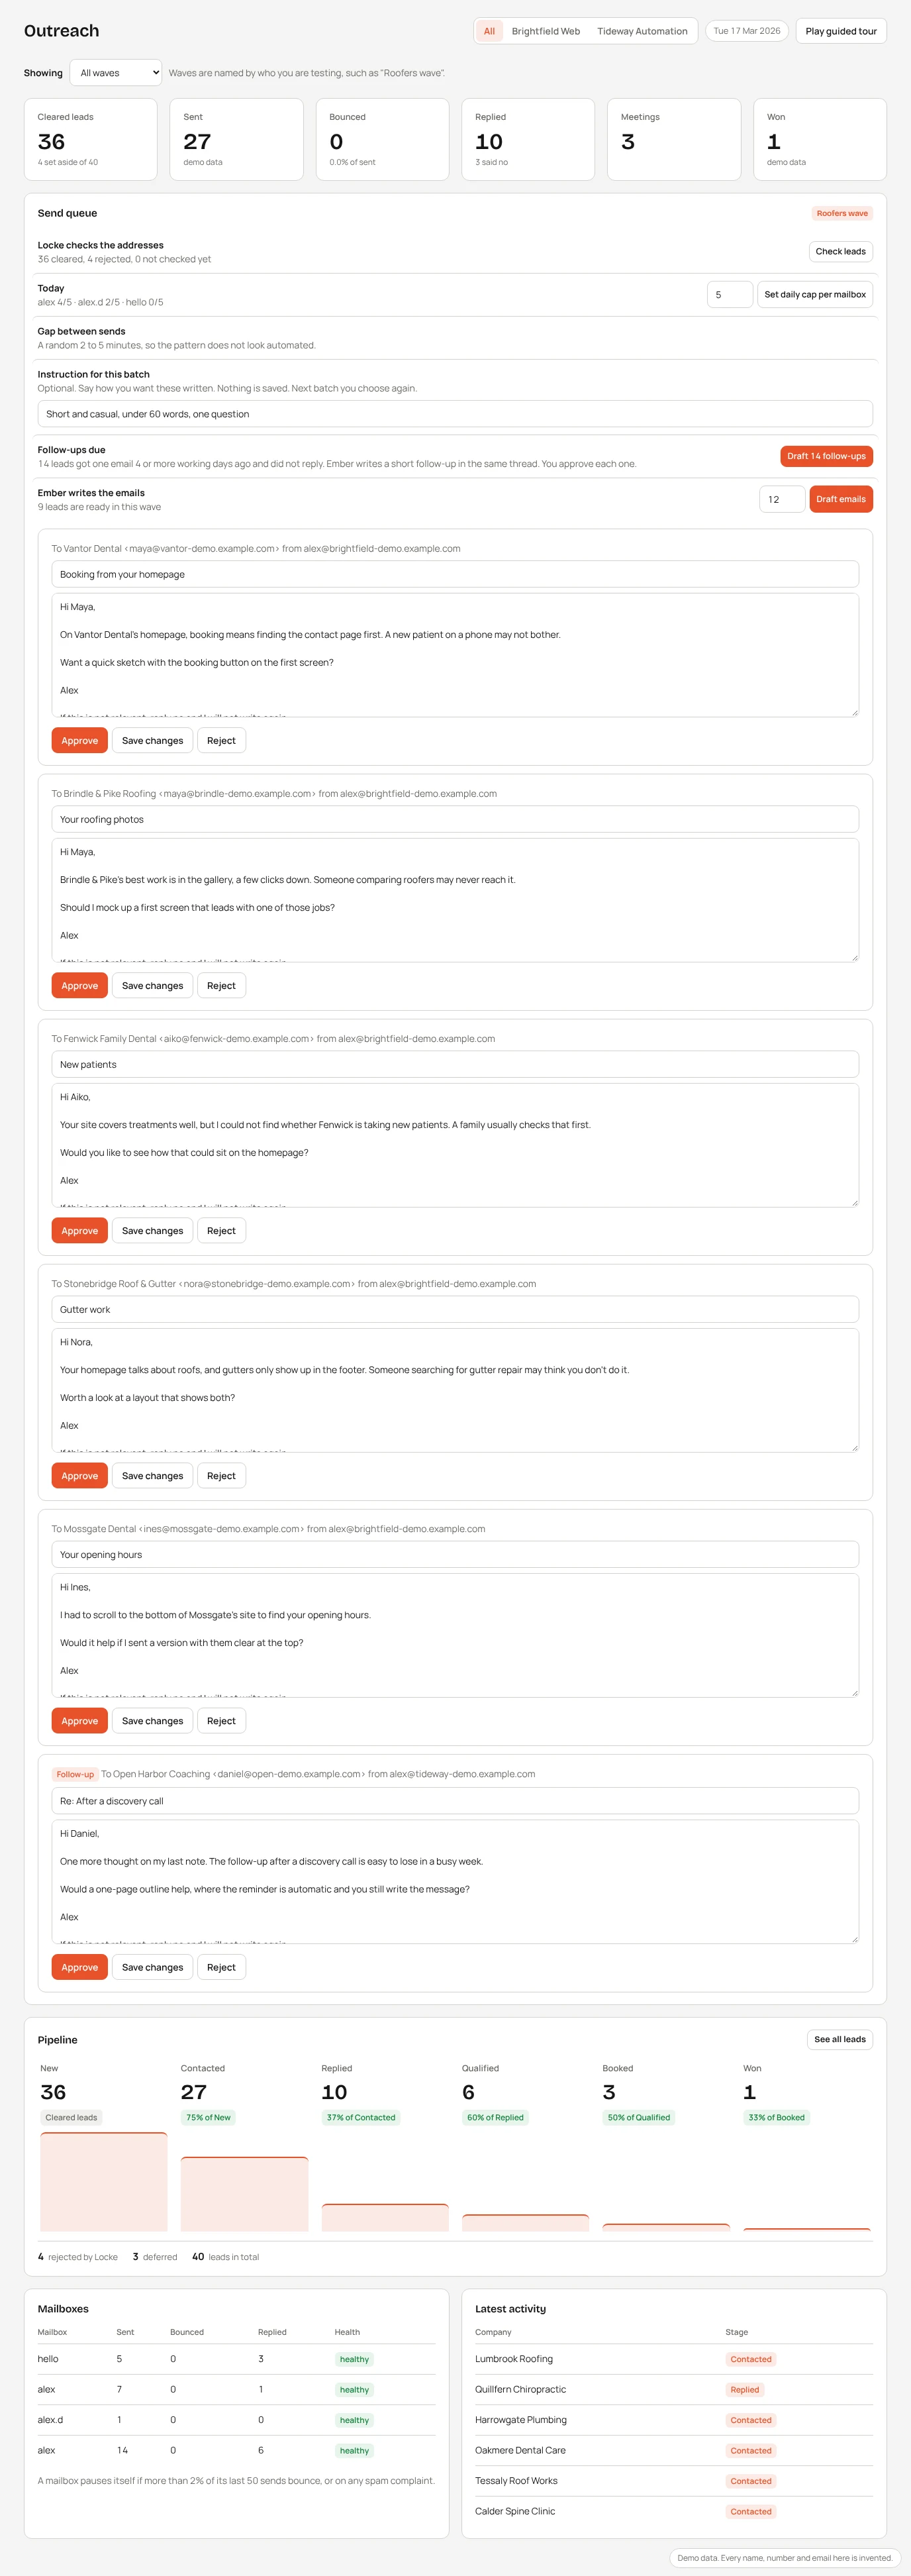 Outreach
All
Brightfield Web
Tideway Automation
Tue 17 Mar 2026
Play guided tour
Showing
All waves
Waves are named by who you are testing, such as "Roofers wave".
Cleared leads
36
4 set aside of 40
Sent
27
demo data
Bounced
0
0.0% of sent
Replied
10
3 said no
Meetings
3
Won
1
demo data
Send queue
Roofers wave
Locke checks the addresses
36 cleared, 4 rejected, 0 not checked yet
Check leads
Today
alex 4/5 · alex.d 2/5 · hello 0/5
5
Set daily cap per mailbox
Gap between sends
A random 2 to 5 minutes, so the pattern does not look automated.
Instruction for this batch
Optional. Say how you want these written. Nothing is saved. Next batch you choose again.
Short and casual, under 60 words, one question
Follow-ups due
14 leads got one email 4 or more working days ago and did not reply. Ember writes a short follow-up in the same thread. You approve each one.
Draft 14 follow-ups
Ember writes the emails
9 leads are ready in this wave
12
Draft emails
To Vantor Dental <maya@vantor-demo.example.com> from alex@brightfield-demo.example.com
Booking from your homepage
Hi Maya,
On Vantor Dental's homepage, booking means finding the contact page first. A new patient on a phone may not bother.
Want a quick sketch with the booking button on the first screen?
Alex
Approve
Save changes
Reject
To Brindle & Pike Roofing <maya@brindle-demo.example.com> from alex@brightfield-demo.example.com
Your roofing photos
Hi Maya,
Brindle & Pike's best work is in the gallery, a few clicks down. Someone comparing roofers may never reach it.
Should I mock up a first screen that leads with one of those jobs?
Alex
Approve
Save changes
Reject
To Fenwick Family Dental <aiko@fenwick-demo.example.com> from alex@brightfield-demo.example.com
New patients
Hi Aiko,
Your site covers treatments well, but I could not find whether Fenwick is taking new patients. A family usually checks that first.
Would you like to see how that could sit on the homepage?
Alex
Approve
Save changes
Reject
To Stonebridge Roof & Gutter <nora@stonebridge-demo.example.com> from alex@brightfield-demo.example.com
Gutter work
Hi Nora,
Your homepage talks about roofs, and gutters only show up in the footer. Someone searching for gutter repair may think you don't do it.
Worth a look at a layout that shows both?
Alex
Approve
Save changes
Reject
To Mossgate Dental <ines@mossgate-demo.example.com> from alex@brightfield-demo.example.com
Your opening hours
Hi Ines,
I had to scroll to the bottom of Mossgate's site to find your opening hours.
Would it help if I sent a version with them clear at the top?
Alex
Approve
Save changes
Reject
Follow-up To Open Harbor Coaching <daniel@open-demo.example.com> from alex@tideway-demo.example.com
Re: After a discovery call
Hi Daniel,
One more thought on my last note. The follow-up after a discovery call is easy to lose in a busy week.
Would a one-page outline help, where the reminder is automatic and you still write the message?
Alex
Approve
Save changes
Reject
Pipeline
See all leads
New
36
Cleared leads
Contacted
27
75% of New
Replied
10
37% of Contacted
Qualified
6
60% of Replied
Booked
3
50% of Qualified
Won
1
33% of Booked
4 rejected by Locke 3 deferred 40 leads in total
Mailboxes
Mailbox Sent Bounced Replied Health
hello 5 0 3 healthy
alex 7 0 1 healthy
alex.d 1 0 0 healthy
alex 14 0 6 healthy
A mailbox pauses itself if more than 2% of its last 50 sends bounce, or on any spam complaint.
Latest activity
Company Stage
Lumbrook Roofing Contacted
Quillfern Chiropractic Replied
Harrowgate Plumbing Contacted
Oakmere Dental Care Contacted
Tessaly Roof Works Contacted
Calder Spine Clinic Contacted
Demo data. Every name, number and email here is invented.